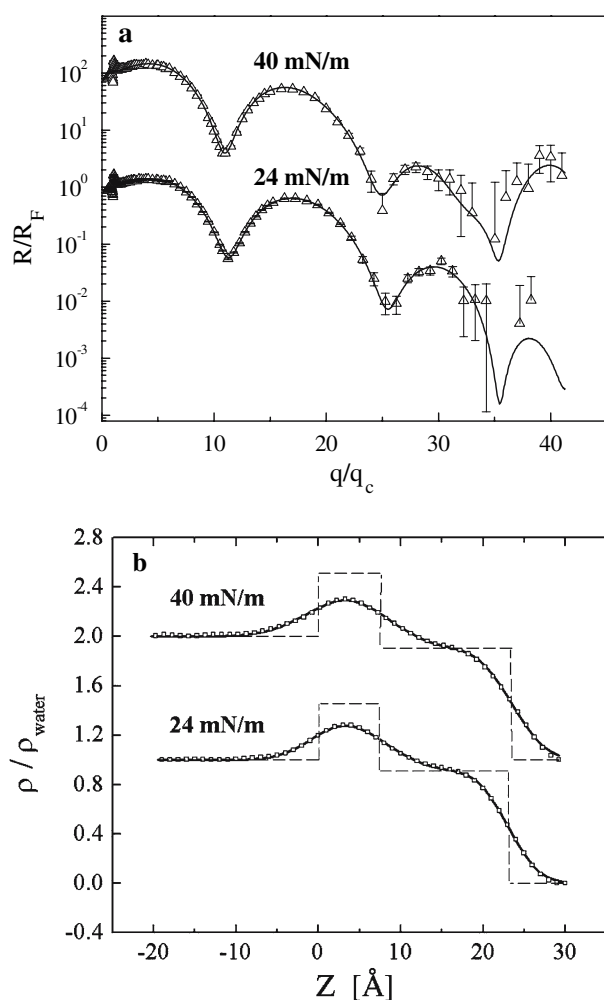 a
40 mN/m
24 mN/m
R/R_F
10^2
10^1
10^0
10^-1
10^-2
10^-3
10^-4
0 10 20 30 40
q/q_c
b
40 mN/m
24 mN/m
ρ / ρ_water
2.8
2.4
2.0
1.6
1.2
0.8
0.4
0.0
-0.4
-20 -10 0 10 20 30
Z [Å]